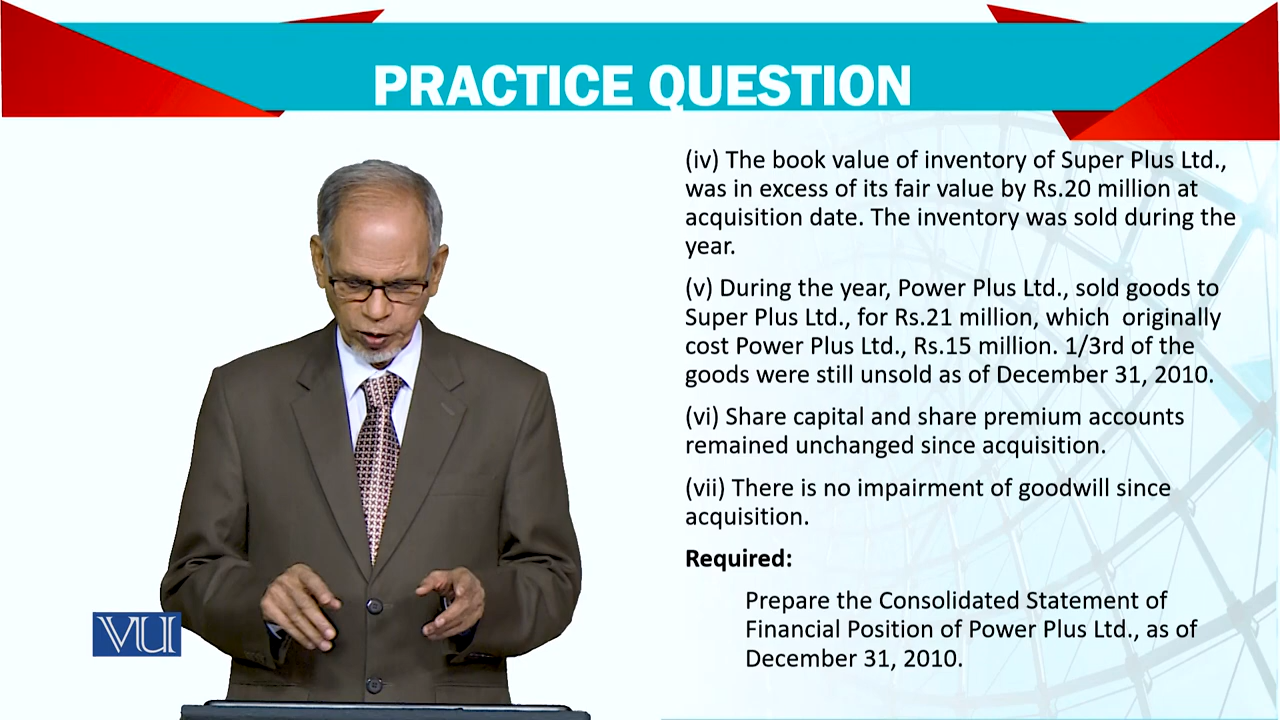 PRACTICE QUESTION
(iv) The book value of inventory of Super Plus Ltd.,
was in excess of its fair value by Rs.20 million at
acquisition date. The inventory was sold during the
year.
(v) During the year, Power Plus Ltd., sold goods to
Super Plus Ltd., for Rs.21 million, which originally
cost Power Plus Ltd., Rs.15 million. 1/3rd of the
goods were still unsold as of December 31, 2010.
(vi) Share capital and share premium accounts
remained unchanged since acquisition.
(vii) There is no impairment of goodwill since
acquisition.
Required:
Prepare the Consolidated Statement of
Financial Position of Power Plus Ltd., as of
December 31, 2010.
VU